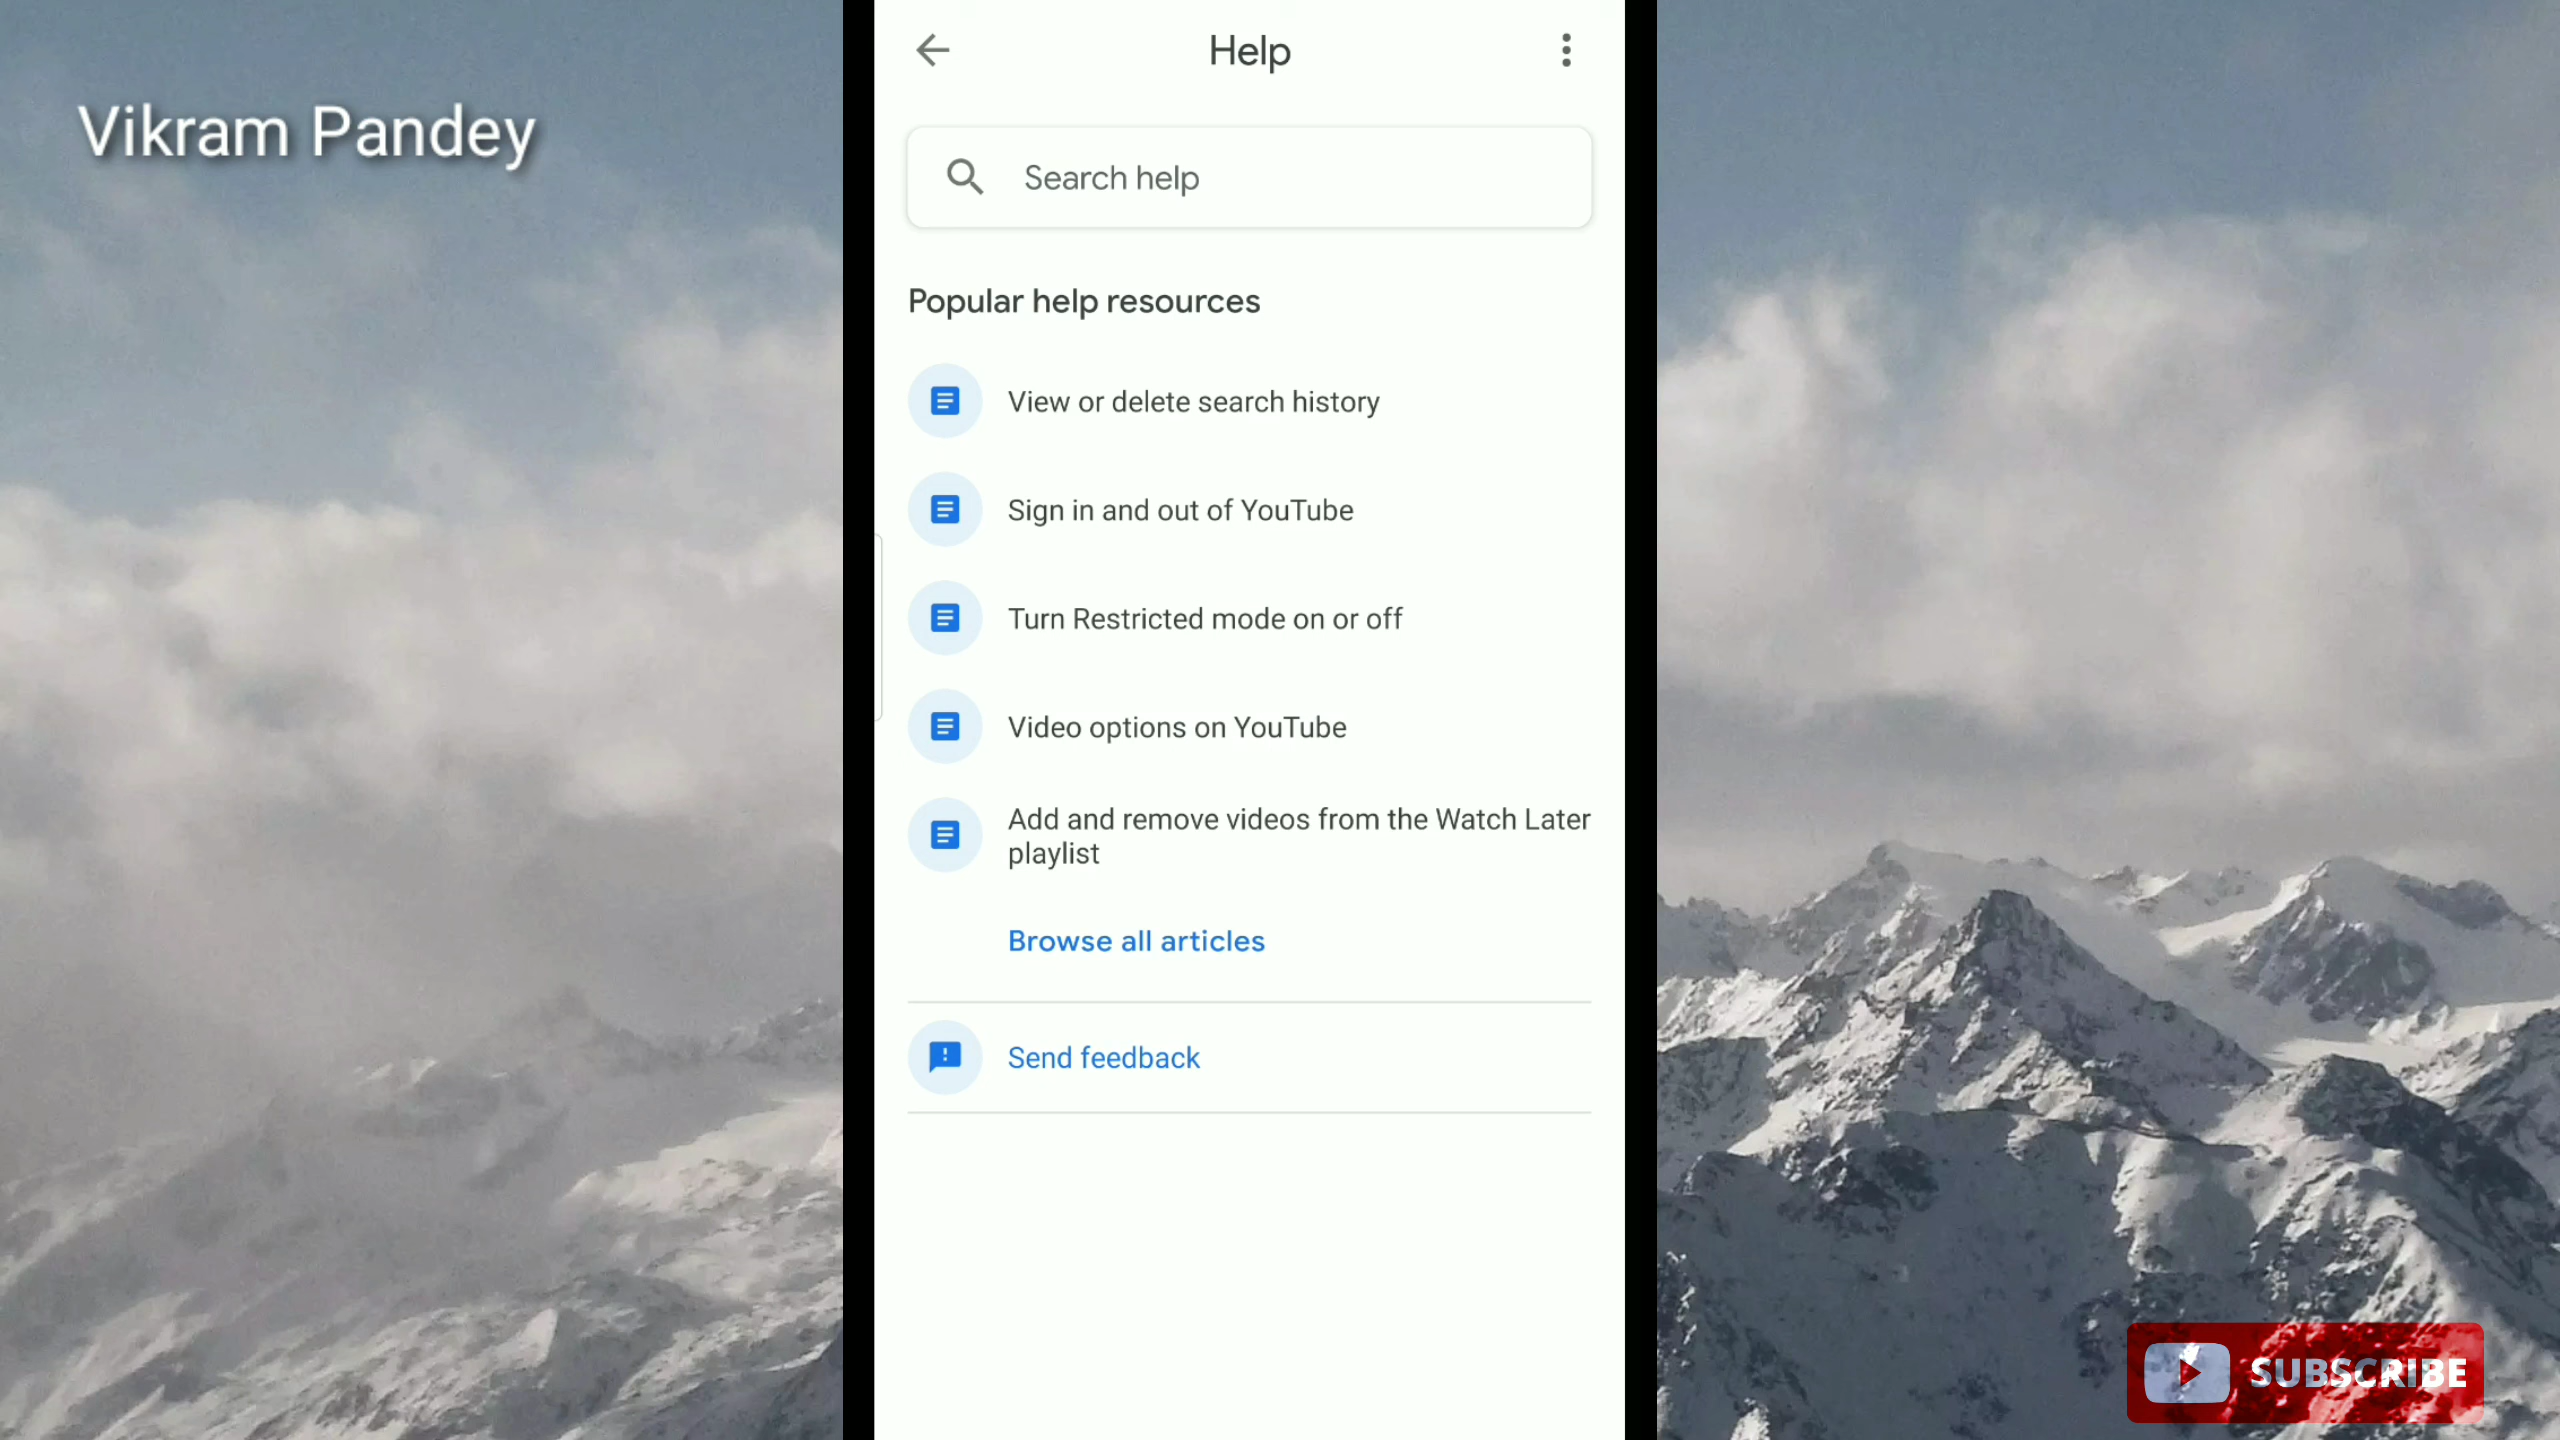 Vikram Pandey
Help
Search help
Popular help resources
View or delete search history
Sign in and out of YouTube
Turn Restricted mode on or off
Video options on YouTube
Add and remove videos from the Watch Later
playlist
Browse all articles
Send feedback
SUBSCRIBE